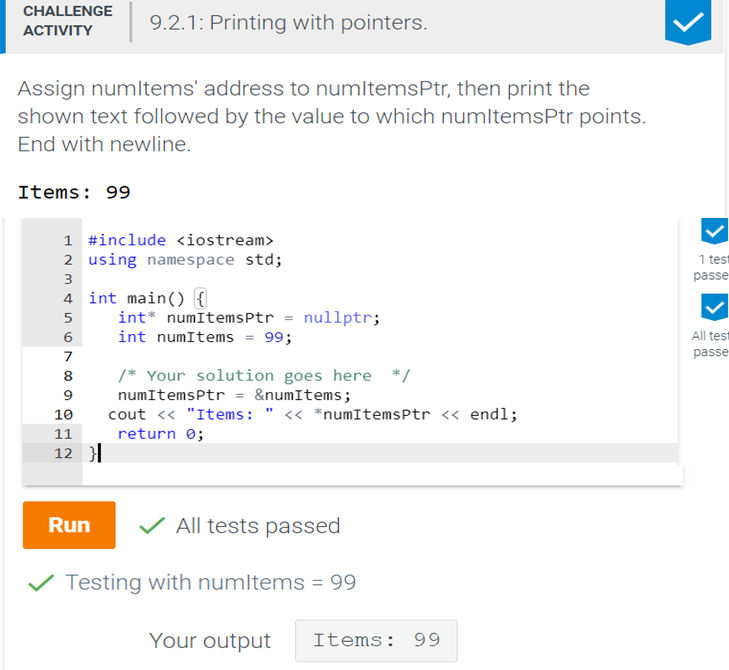 CHALLENGE
ACTIVITY
9.2.1: Printing with pointers.
Assign numItems' address to numItemsPtr, then print the
shown text followed by the value to which numItemsPtr points.
End with newline.
Items: 99
1 #include <iostream>
2 using namespace std;
3
4 int main() {
5    int* numItemsPtr = nullptr;
6    int numItems = 99;
7
8    /* Your solution goes here  */
9    numItemsPtr = &numItems;
10   cout << "Items: " << *numItemsPtr << endl;
11    return 0;
12 }
1 test
passe
All test
passe
Run
All tests passed
Testing with numItems = 99
Your output
Items: 99